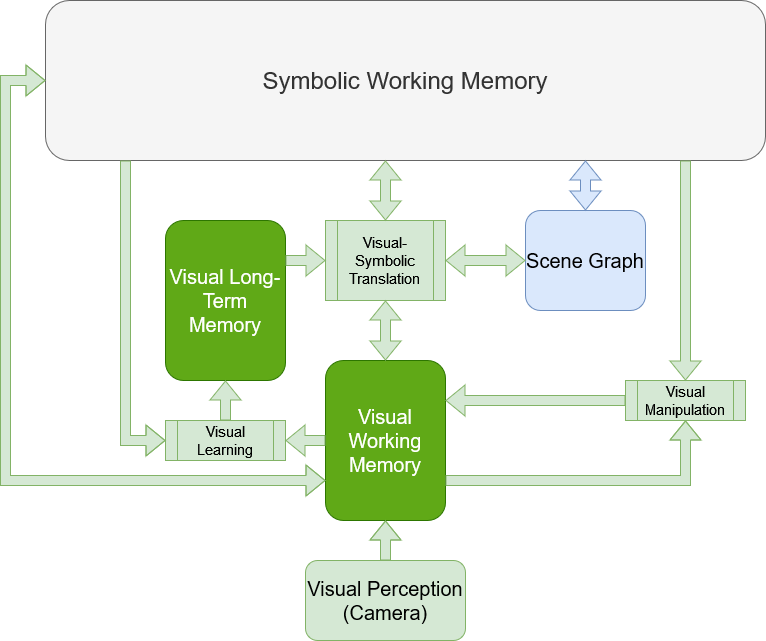 Symbolic Working Memory
Visual-
Symbolic
Translation
Visual Long-
Term
Memory
Scene Graph
Visual
Manipulation
Visual
Working
Memory
Visual
Learning
Visual Perception
(Camera)